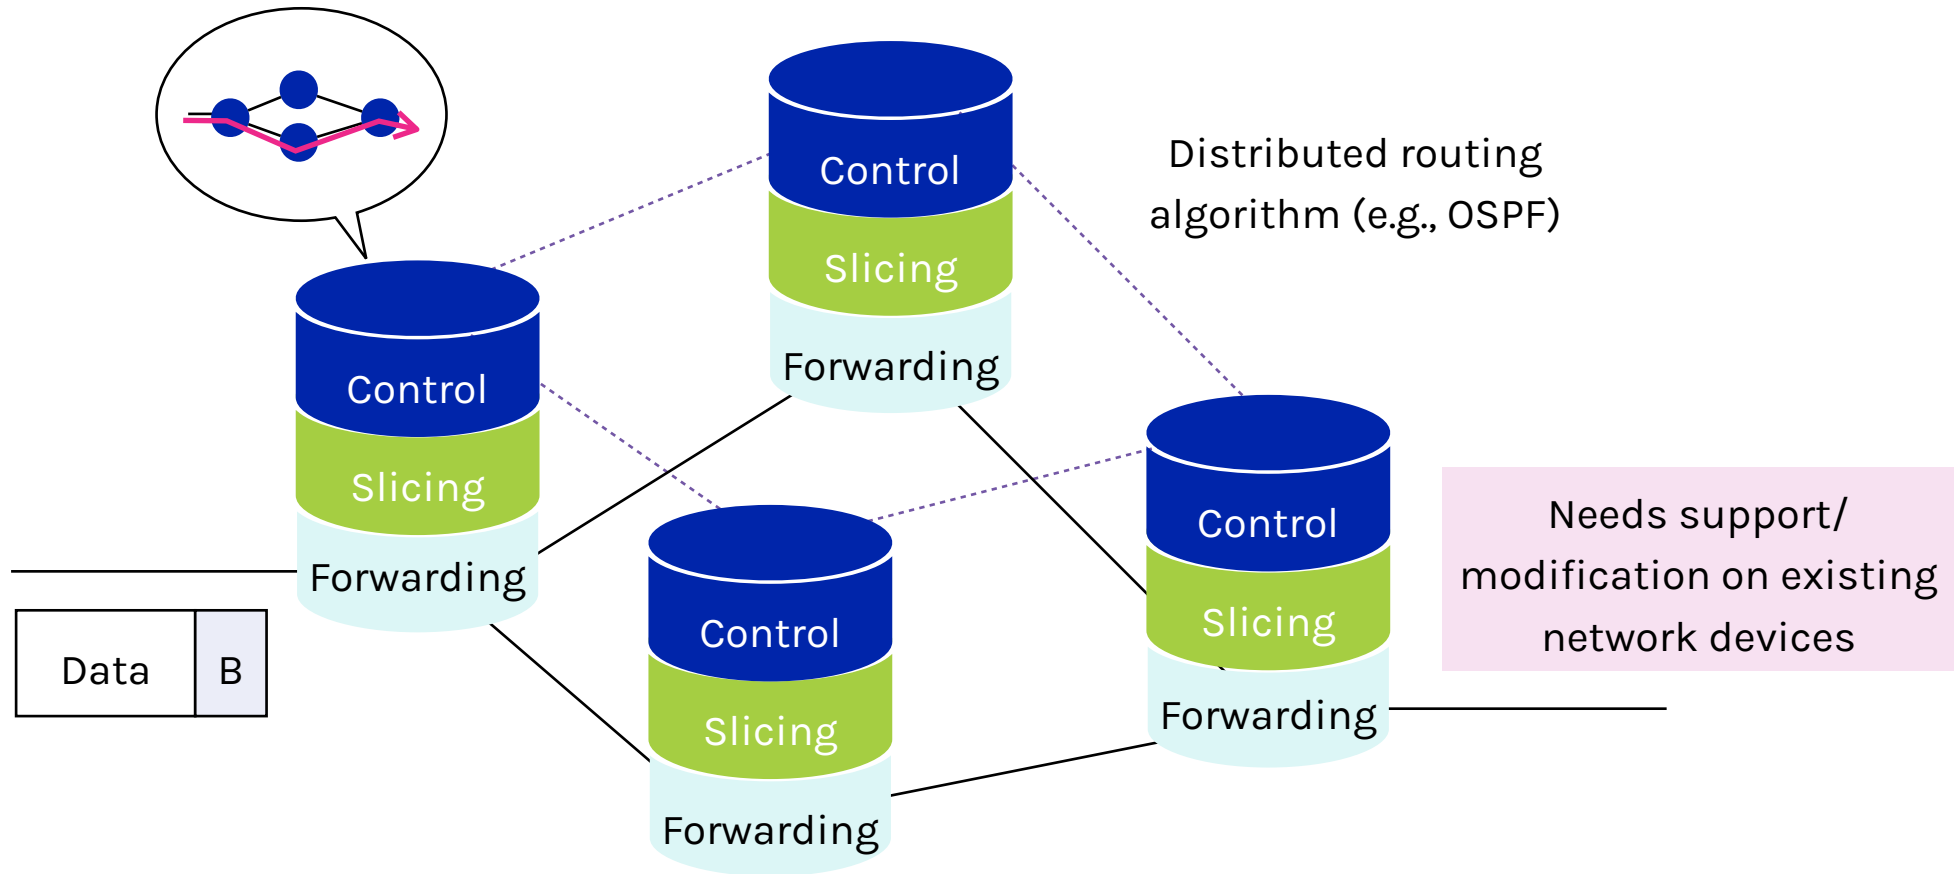 Control
Slicing
Forwarding
Distributed routing
algorithm (e.g., OSPF)
Control
Slicing
Forwarding
Control
Slicing
Forwarding
Control
Slicing
Forwarding
Needs support/
modification on existing
network devices
Data
B